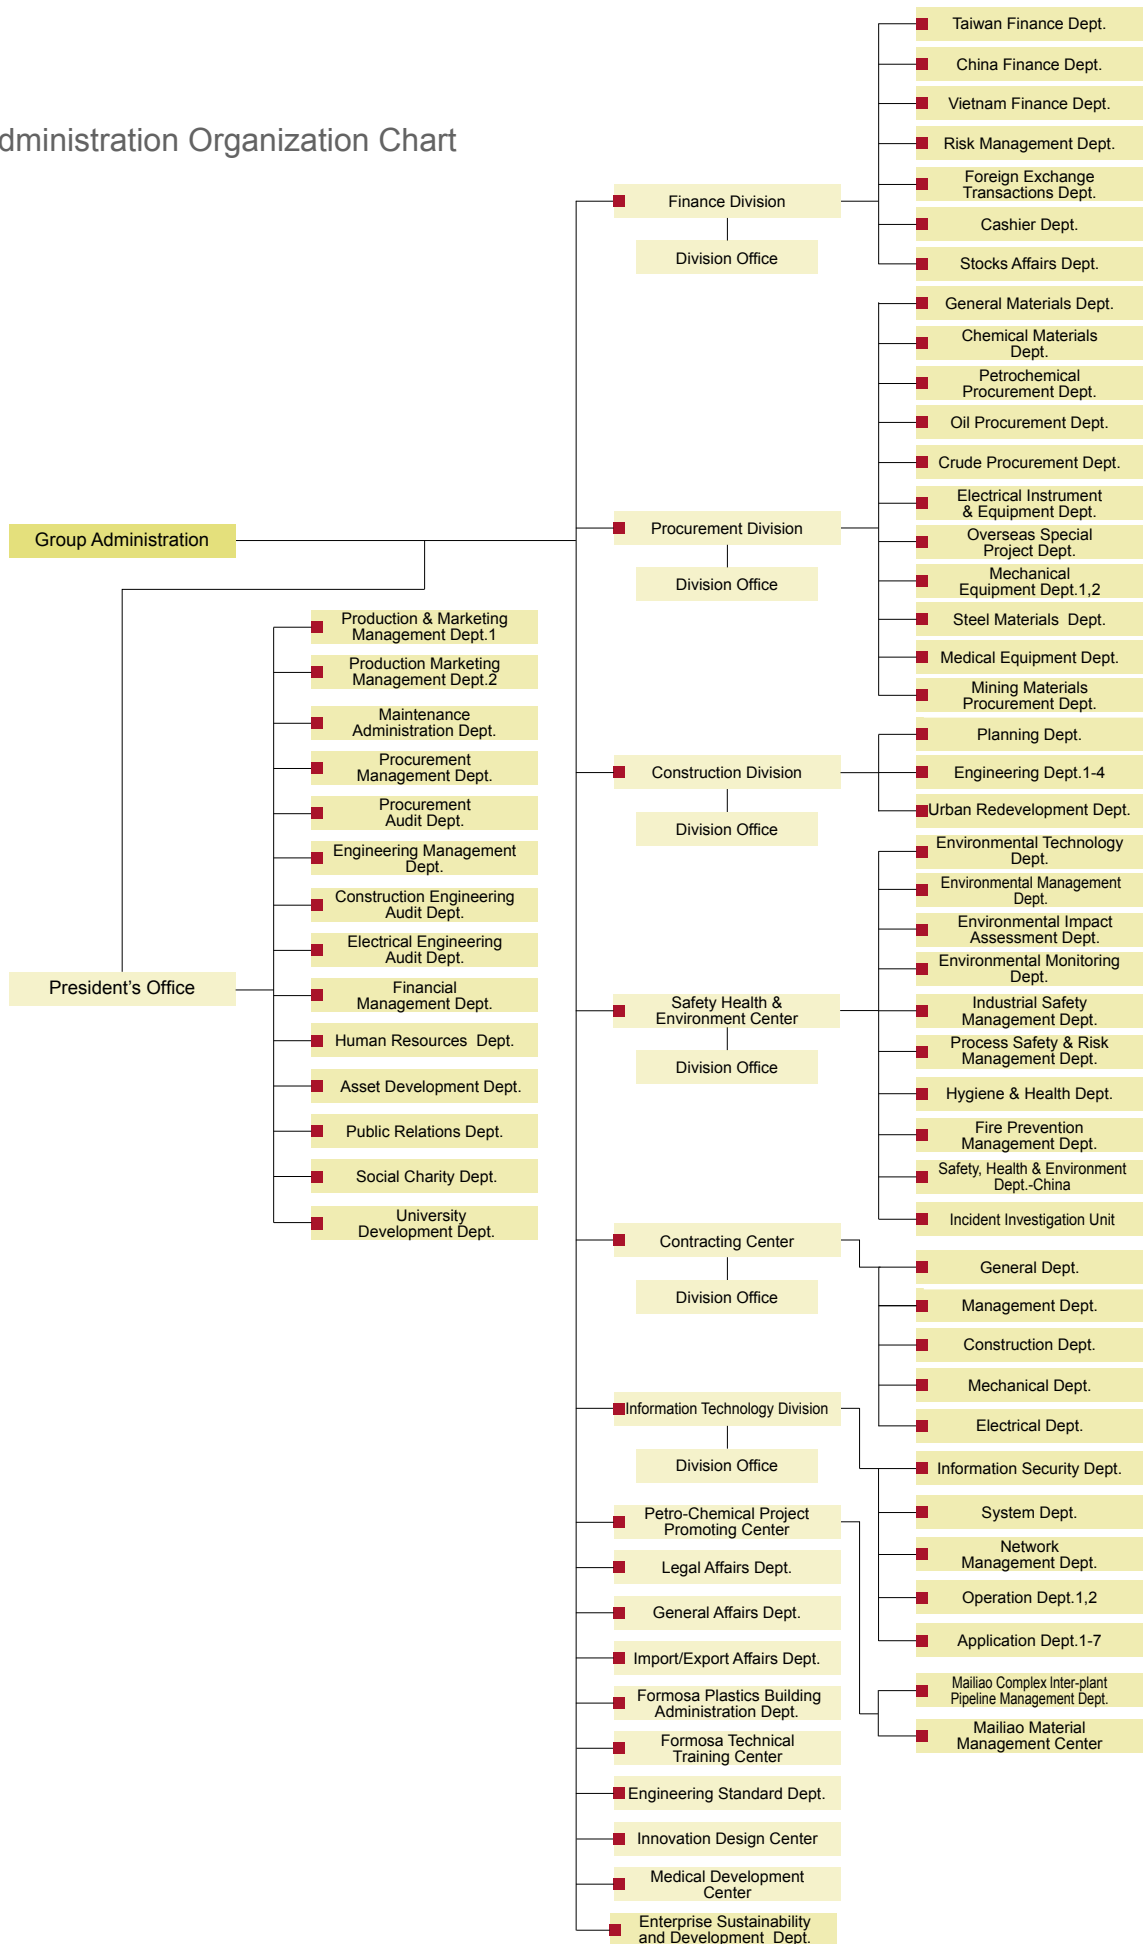 dministration Organization Chart
Group Administration
President's Office
Production & Marketing
Management Dept.1
Production Marketing
Management Dept.2
Maintenance
Administration Dept.
Procurement
Management Dept.
Procurement
Audit Dept.
Engineering Management
Dept.
Construction Engineering
Audit Dept.
Electrical Engineering
Audit Dept.
Financial
Management Dept.
Human Resources  Dept.
Asset Development Dept.
Public Relations Dept.
Social Charity Dept.
University
Development Dept.
Finance Division
Division Office
Taiwan Finance Dept.
China Finance Dept.
Vietnam Finance Dept.
Risk Management Dept.
Foreign Exchange
Transactions Dept.
Cashier Dept.
Stocks Affairs Dept.
Procurement Division
Division Office
General Materials Dept.
Chemical Materials
Dept.
Petrochemical
Procurement Dept.
Oil Procurement Dept.
Crude Procurement Dept.
Electrical Instrument
& Equipment Dept.
Overseas Special
Project Dept.
Mechanical
Equipment Dept.1,2
Steel Materials  Dept.
Medical Equipment Dept.
Mining Materials
Procurement Dept.
Construction Division
Division Office
Planning Dept.
Engineering Dept.1-4
Urban Redevelopment Dept.
Safety Health &
Environment Center
Division Office
Environmental Technology
Dept.
Environmental Management
Dept.
Environmental Impact
Assessment Dept.
Environmental Monitoring
Dept.
Industrial Safety
Management Dept.
Process Safety & Risk
Management Dept.
Hygiene & Health Dept.
Fire Prevention
Management Dept.
Safety, Health & Environment
Dept.-China
Incident Investigation Unit
Contracting Center
Division Office
General Dept.
Management Dept.
Construction Dept.
Mechanical Dept.
Electrical Dept.
Information Technology Division
Division Office
Information Security Dept.
System Dept.
Network
Management Dept.
Operation Dept.1,2
Application Dept.1-7
Petro-Chemical Project
Promoting Center
Mailiao Complex Inter-plant
Pipeline Management Dept.
Mailiao Material
Management Center
Legal Affairs Dept.
General Affairs Dept.
Import/Export Affairs Dept.
Formosa Plastics Building
Administration Dept.
Formosa Technical
Training Center
Engineering Standard Dept.
Innovation Design Center
Medical Development
Center
Enterprise Sustainability
and Development  Dept.